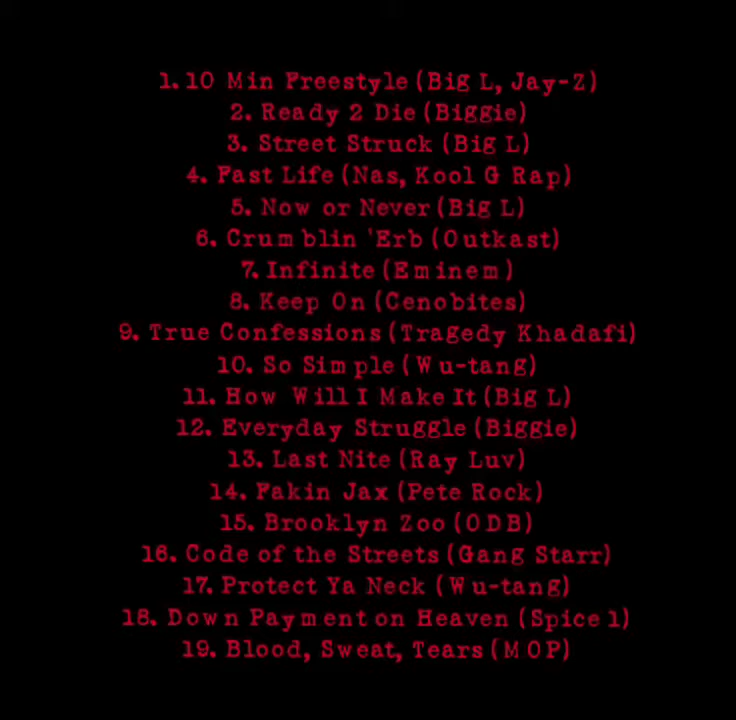 1. 10 Min Freestyle (Big L, Jay-Z)
2. Ready 2 Die (Biggie)
3. Street Struck (Big L)
4. Fast Life (Nas, Kool G Rap)
5. Now or Never (Big L)
6. Crumblin 'Erb (Outkast)
7. Infinite (Eminem)
8. Keep On (Cenobites)
9. True Confessions (Tragedy Khadafi)
10. So Simple (Wu-tang)
11. How Will I Make It (Big L)
12. Everyday Struggle (Biggie)
13. Last Nite (Ray Luv)
14. Fakin Jax (Pete Rock)
15. Brooklyn Zoo (ODB)
16. Code of the Streets (Gang Starr)
17. Protect Ya Neck (Wu-tang)
18. Down Payment on Heaven (Spice 1)
19. Blood, Sweat, Tears (MOP)